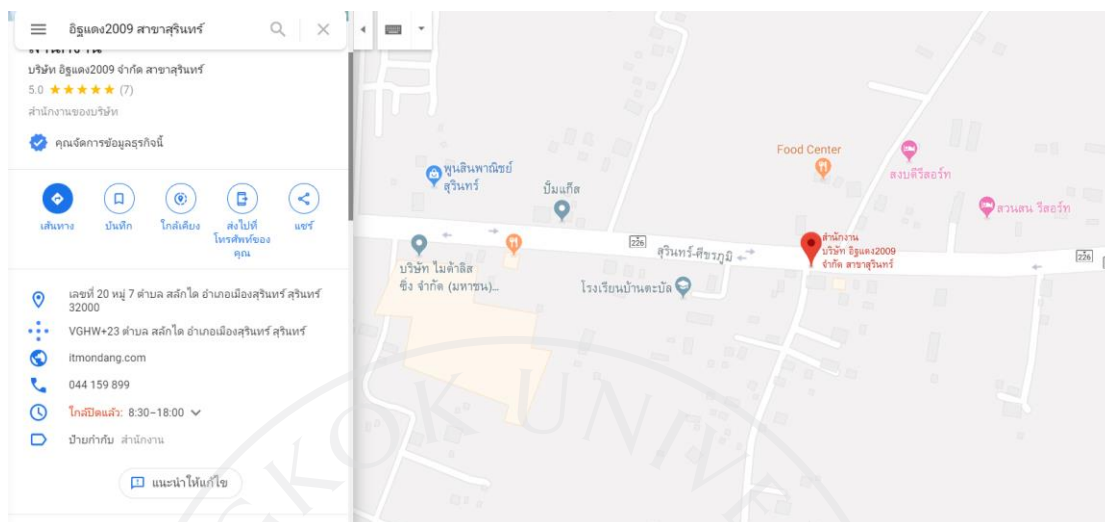 อิฐแดง2009 สาขาสุรินทร์
บริษัท อิฐแดง2009 จำกัด สาขาสุรินทร์
5.0 ★★★★★ (7)
สำนักงานของบริษัท
คุณจัดการข้อมูลธุรกิจนี้
เส้นทาง
บันทึก
ใกล้เคียง
ส่งไปที่
โทรศัพท์ของ
คุณ
แชร์
เลขที่ 20 หมู่ 7 ตำบล สลักได อำเภอเมืองสุรินทร์ สุรินทร์
32000
VGHW+23 ตำบล สลักได อำเภอเมืองสุรินทร์ สุรินทร์
itmondang.com
044 159 899
ใกล้ปิดแล้ว: 8:30–18:00
ป้ายกำกับ สำนักงาน
แนะนำให้แก้ไข
Food Center
สงบดีรีสอร์ท
พูนสินพาณิชย์
สุรินทร์
ปั๊มแก๊ส
สวนสน รีสอร์ท
226
สุรินทร์-ศีขรภูมิ
สำนักงาน
บริษัท อิฐแดง2009
จำกัด สาขาสุรินทร์
226
บริษัท ไมด้าลิส
ซิ่ง จำกัด (มหาชน)...
โรงเรียนบ้านตะบัล
GKOK UNIVE